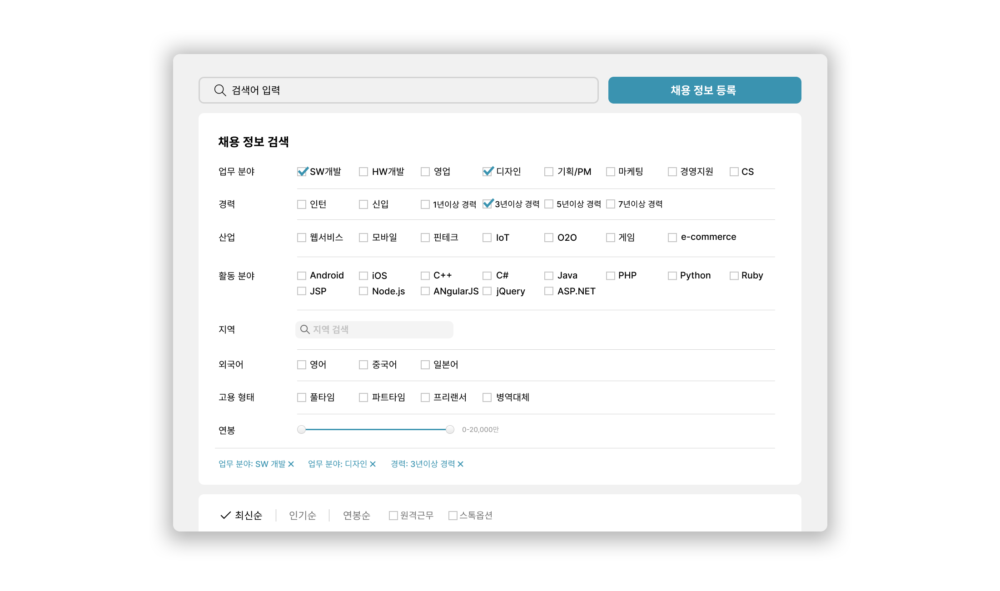 검색어 입력 채용 정보 등록
채용 정보 검색
업무 분야 SW개발 HW개발 영업 디자인 기획/PM 마케팅 경영지원 CS
경력 인턴 신입 1년이상 경력 3년이상 경력 5년이상 경력 7년이상 경력
산업 웹서비스 모바일 핀테크 IoT O2O 게임 e-commerce
활동 분야 Android iOS C++ C# Java PHP Python Ruby
JSP Node.js ANgularJS jQuery ASP.NET
지역 지역 검색
외국어 영어 중국어 일본어
고용 형태 풀타임 파트타임 프리랜서 병역대체
연봉 0-20,000만
업무 분야: SW 개발 ✕ 업무 분야: 디자인 ✕ 경력: 3년이상 경력 ✕
최신순 인기순 연봉순 원격근무 스톡옵션